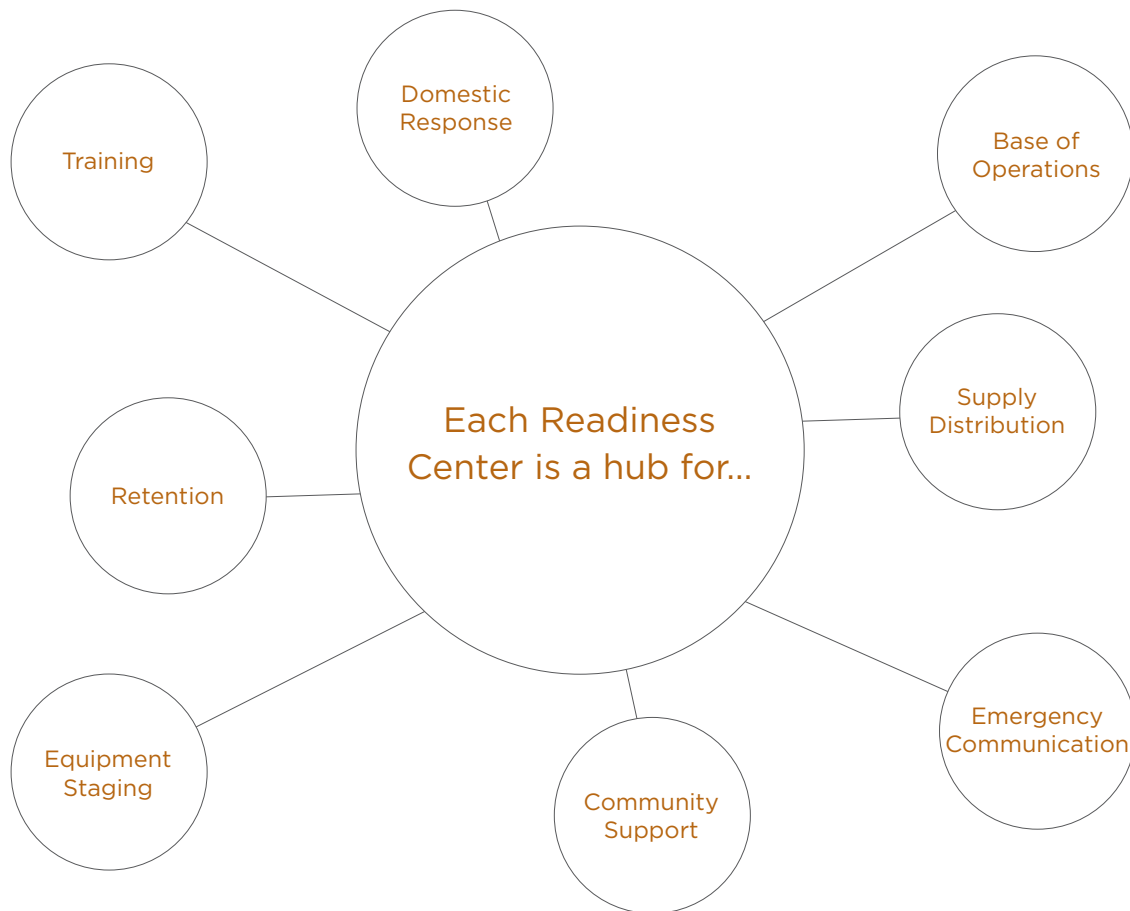 Domestic
Response
Training
Base of
Operations
Each Readiness
Center is a hub for...
Supply
Distribution
Retention
Equipment
Staging
Emergency
Communication
Community
Support